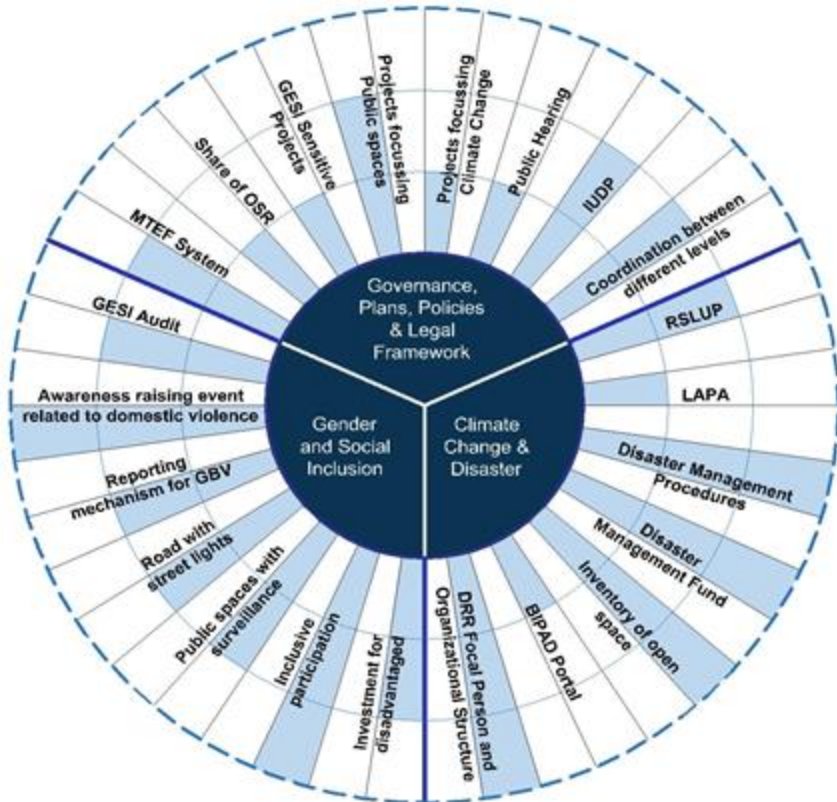 Governance,
Plans, Policies
& Legal
Framework
Gender
and Social
Inclusion
Climate
Change &
Disaster
MTEF System
Share of OSR
GESI Sensitive
Projects
Projects focussing
Public spaces
Projects focussing
Climate Change
Public Hearing
IUDP
Coordination between
different levels
RSLUP
LAPA
Disaster Management
Procedures
Disaster
Management Fund
Inventory of open
space
BIPAD Portal
DRR Focal Person and
Organizational Structure
Investment for
disadvantaged
Inclusive
participation
Public spaces with
surveillance
Road with
street lights
Reporting
mechanism for GBV
Awareness raising event
related to domestic violence
GESI Audit